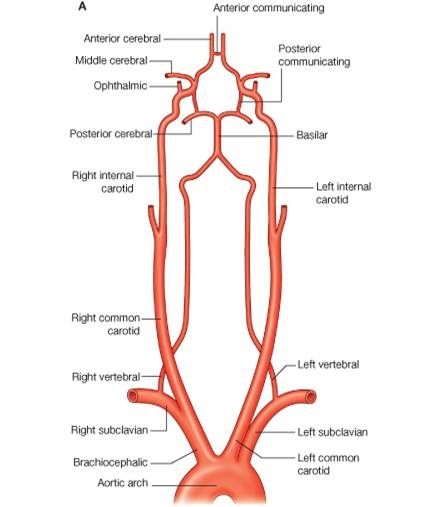 A
Anterior communicating
Anterior cerebral
Middle cerebral
Posterior
communicating
Ophthalmic
Posterior cerebral
Basilar
Right internal
carotid
Left internal
carotid
Right common
carotid
Left vertebral
Right vertebral
Right subclavian
Left subclavian
Brachiocephalic
Left common
carotid
Aortic arch